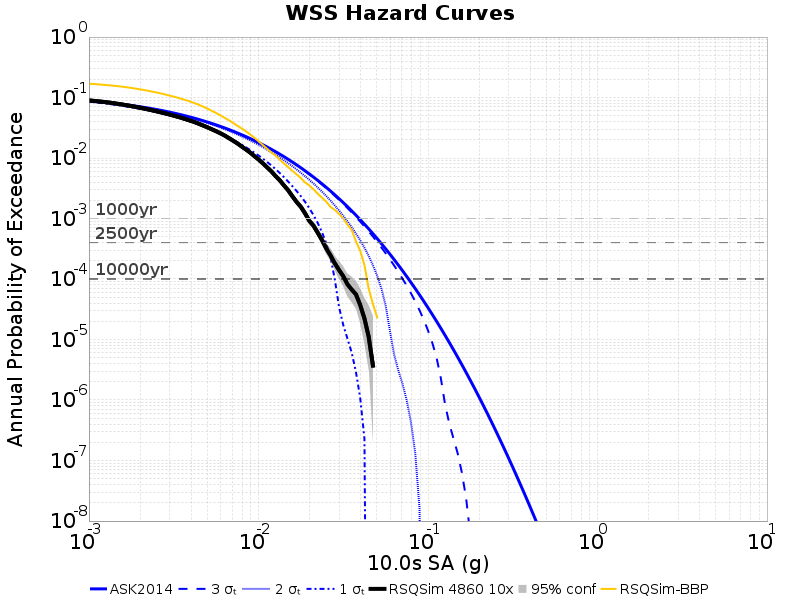 WSS Hazard Curves
Annual Probability of Exceedance
10⁰
10⁻¹
10⁻²
10⁻³
10⁻⁴
10⁻⁵
10⁻⁶
10⁻⁷
10⁻⁸
1000yr
2500yr
10000yr
10⁻³ 10⁻² 10⁻¹ 10⁰ 10¹
10.0s SA (g)
ASK2014 3 σₜ 2 σₜ 1 σₜ RSQSim 4860 10x 95% conf RSQSim-BBP